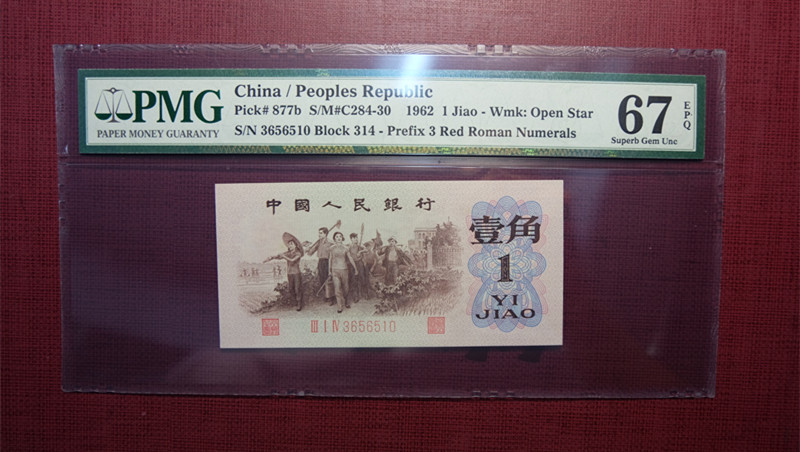 PMG
PAPER MONEY GUARANTY
China / Peoples Republic
Pick# 877b S/M#C284-30 1962 1 Jiao - Wmk: Open Star
S/N 3656510 Block 314 - Prefix 3 Red Roman Numerals
67
EPQ
Superb Gem Unc
中國人民銀行
壹角
1
YI
JIAO
III I IV 3656510